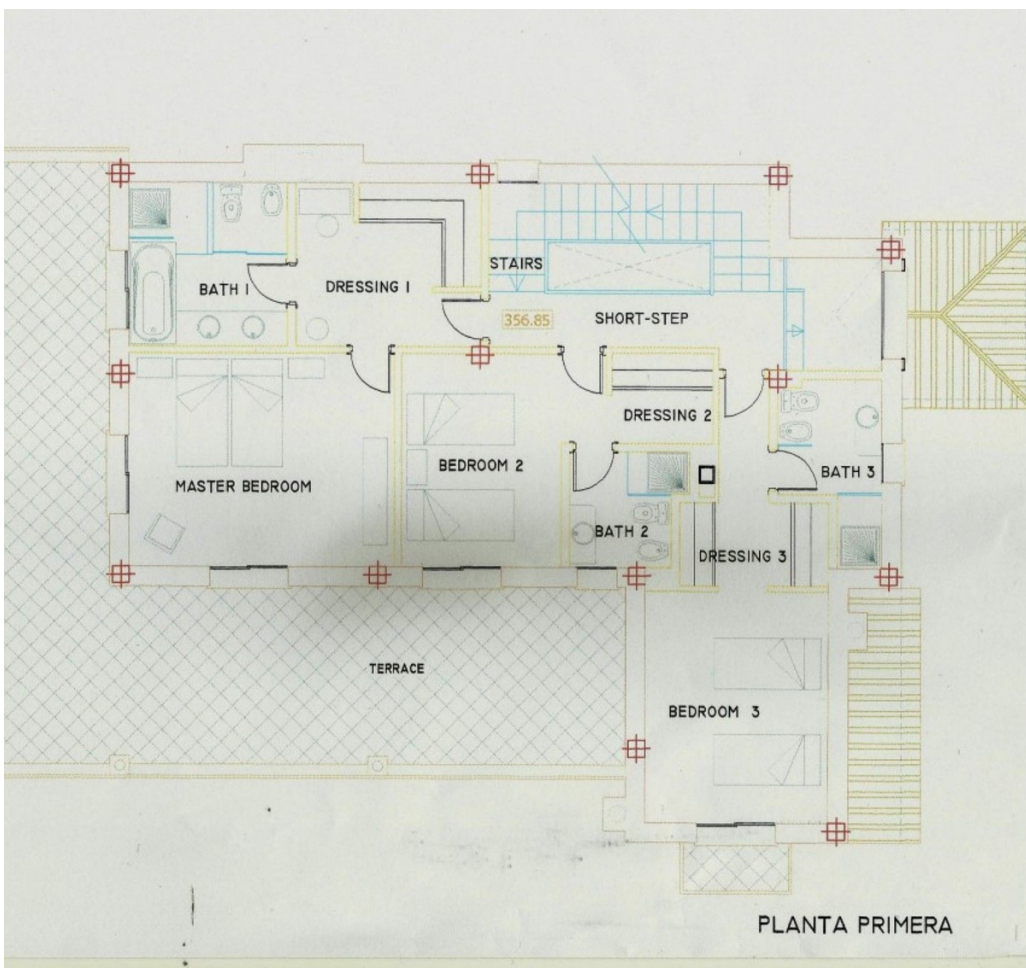 STAIRS
BATH 1
DRESSING 1
356.85
SHORT-STEP
DRESSING 2
BEDROOM 2
BATH 3
MASTER BEDROOM
BATH 2
DRESSING 3
TERRACE
BEDROOM 3
PLANTA PRIMERA